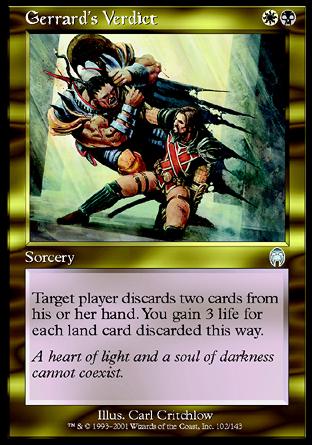 Gerrard's Verdict
Sorcery
Target player discards two cards from
his or her hand. You gain 3 life for
each land card discarded this way.
A heart of light and a soul of darkness
cannot coexist.
Illus. Carl Critchlow
™ & © 1993–2001 Wizards of the Coast, Inc. 102/143